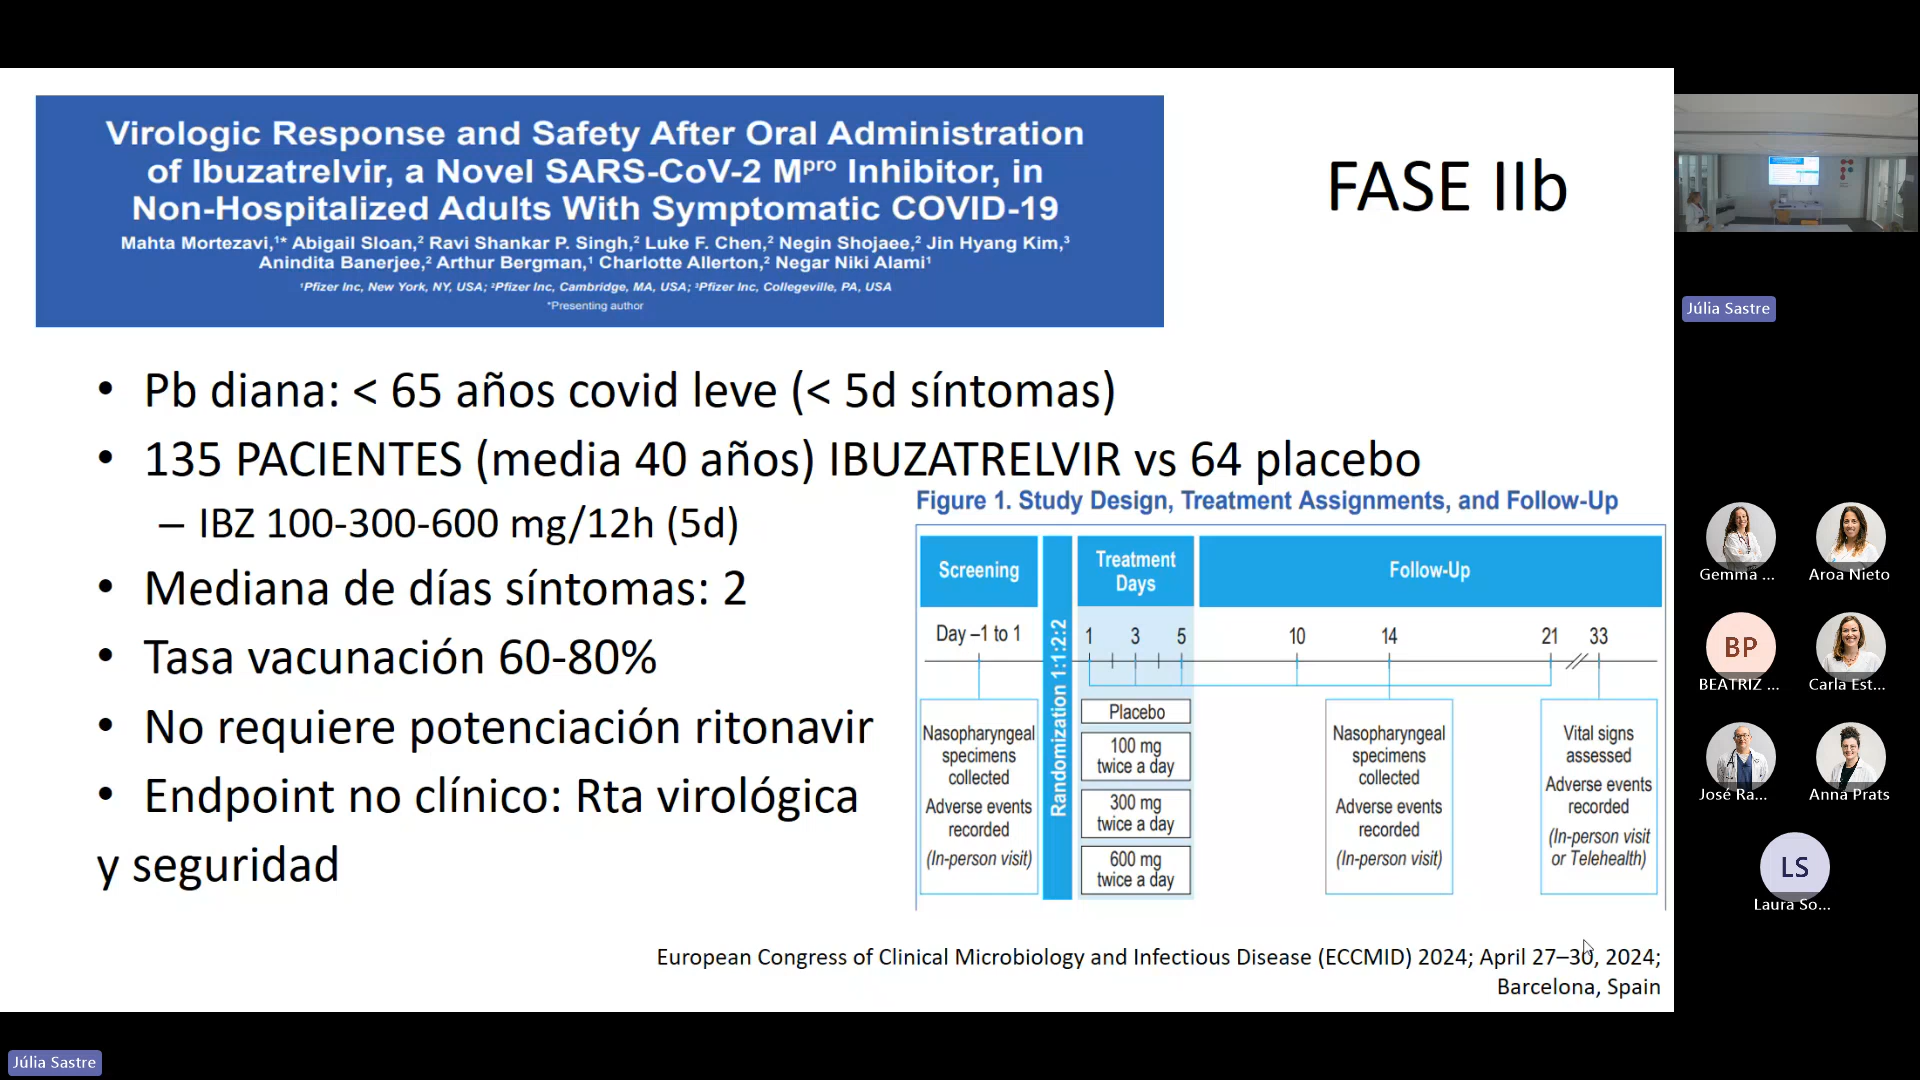 Virologic Response and Safety After Oral Administration
of Ibuzatrelvir, a Novel SARS-CoV-2 Mᵖʳᵒ Inhibitor, in
Non-Hospitalized Adults With Symptomatic COVID-19
Mahta Mortezavi,¹* Abigail Sloan,² Ravi Shankar P. Singh,² Luke F. Chen,² Negin Shojaee,² Jin Hyang Kim,³
Anindita Banerjee,² Arthur Bergman,¹ Charlotte Allerton,² Negar Niki Alami¹
¹Pfizer Inc, New York, NY, USA; ²Pfizer Inc, Cambridge, MA, USA; ³Pfizer Inc, Collegeville, PA, USA
*Presenting author
FASE IIb
• Pb diana: < 65 años covid leve (< 5d síntomas)
• 135 PACIENTES (media 40 años) IBUZATRELVIR vs 64 placebo
– IBZ 100-300-600 mg/12h (5d)
• Mediana de días síntomas: 2
• Tasa vacunación 60-80%
• No requiere potenciación ritonavir
• Endpoint no clínico: Rta virológica
y seguridad
Figure 1. Study Design, Treatment Assignments, and Follow-Up
Screening
Treatment
Days
Follow-Up
Day –1 to 1
Randomization 1:1:2:2
1 3 5 10 14 21 33
Nasopharyngeal
specimens
collected
Adverse events
recorded
(In-person visit)
Placebo
100 mg
twice a day
300 mg
twice a day
600 mg
twice a day
Nasopharyngeal
specimens
collected
Adverse events
recorded
(In-person visit)
Vital signs
assessed
Adverse events
recorded
(In-person visit
or Telehealth)
European Congress of Clinical Microbiology and Infectious Disease (ECCMID) 2024; April 27–30, 2024;
Barcelona, Spain
Júlia Sastre
Gemma ...
Aroa Nieto
BP
BEATRIZ ...
Carla Est...
José Ra...
Anna Prats
LS
Laura So...
Júlia Sastre